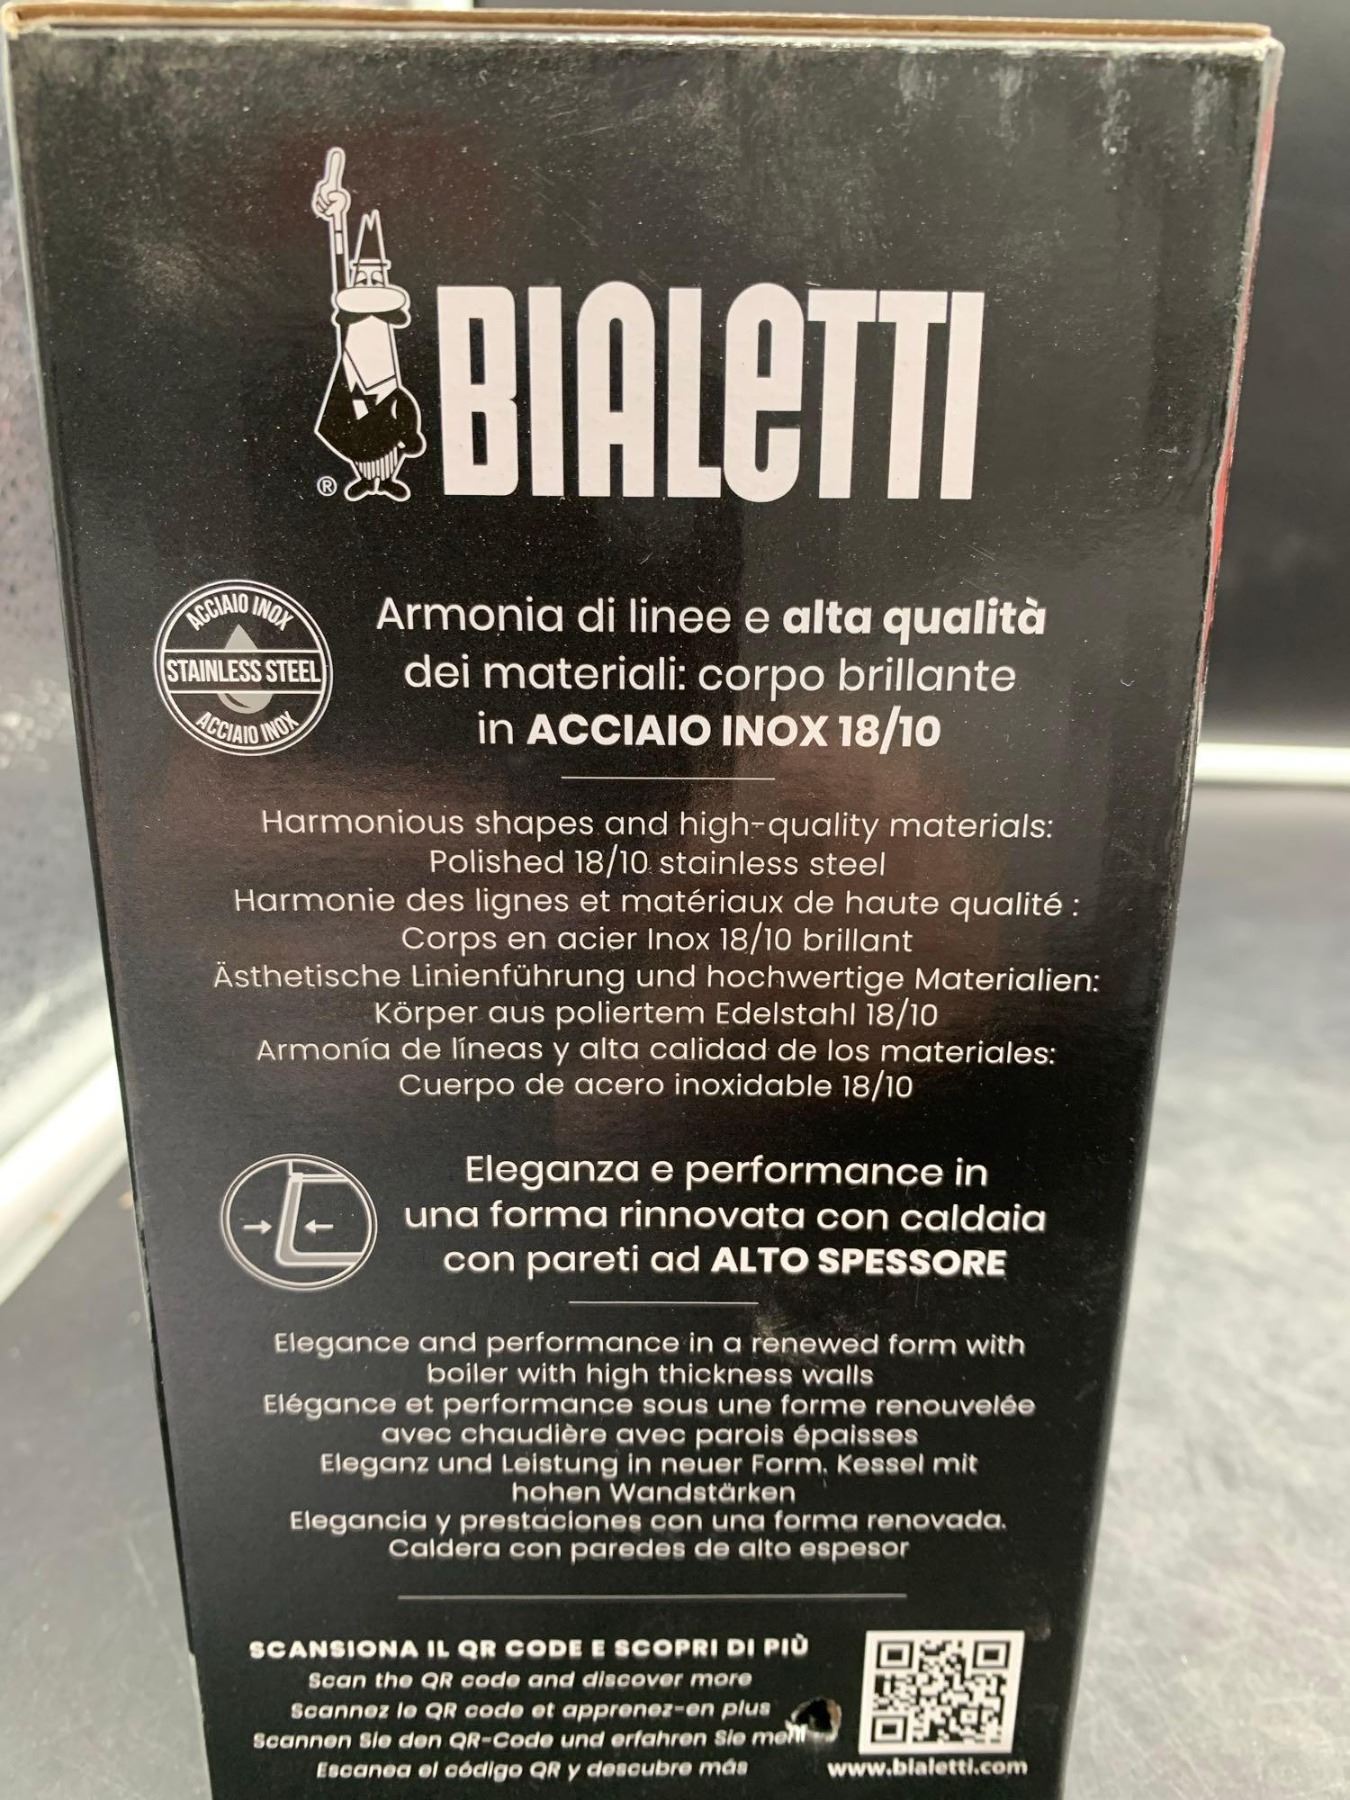 BIALETTI
®
ACCIAIO INOX
STAINLESS STEEL
ACCIAIO INOX
Armonia di linee e alta qualità
dei materiali: corpo brillante
in ACCIAIO INOX 18/10
Harmonious shapes and high-quality materials:
Polished 18/10 stainless steel
Harmonie des lignes et matériaux de haute qualité :
Corps en acier Inox 18/10 brillant
Ästhetische Linienführung und hochwertige Materialien:
Körper aus poliertem Edelstahl 18/10
Armonía de líneas y alta calidad de los materiales:
Cuerpo de acero inoxidable 18/10
Eleganza e performance in
una forma rinnovata con caldaia
con pareti ad ALTO SPESSORE
Elegance and performance in a renewed form with
boiler with high thickness walls
Elégance et performance sous une forme renouvelée
avec chaudière avec parois épaisses
Eleganz und Leistung in neuer Form. Kessel mit
hohen Wandstärken
Elegancia y prestaciones con una forma renovada.
Caldera con paredes de alto espesor
SCANSIONA IL QR CODE E SCOPRI DI PIÙ
Scan the QR code and discover more
Scannez le QR code et apprenez-en plus
Scannen Sie den QR-Code und erfahren Sie mehr
Escanea el código QR y descubre más
www.bialetti.com